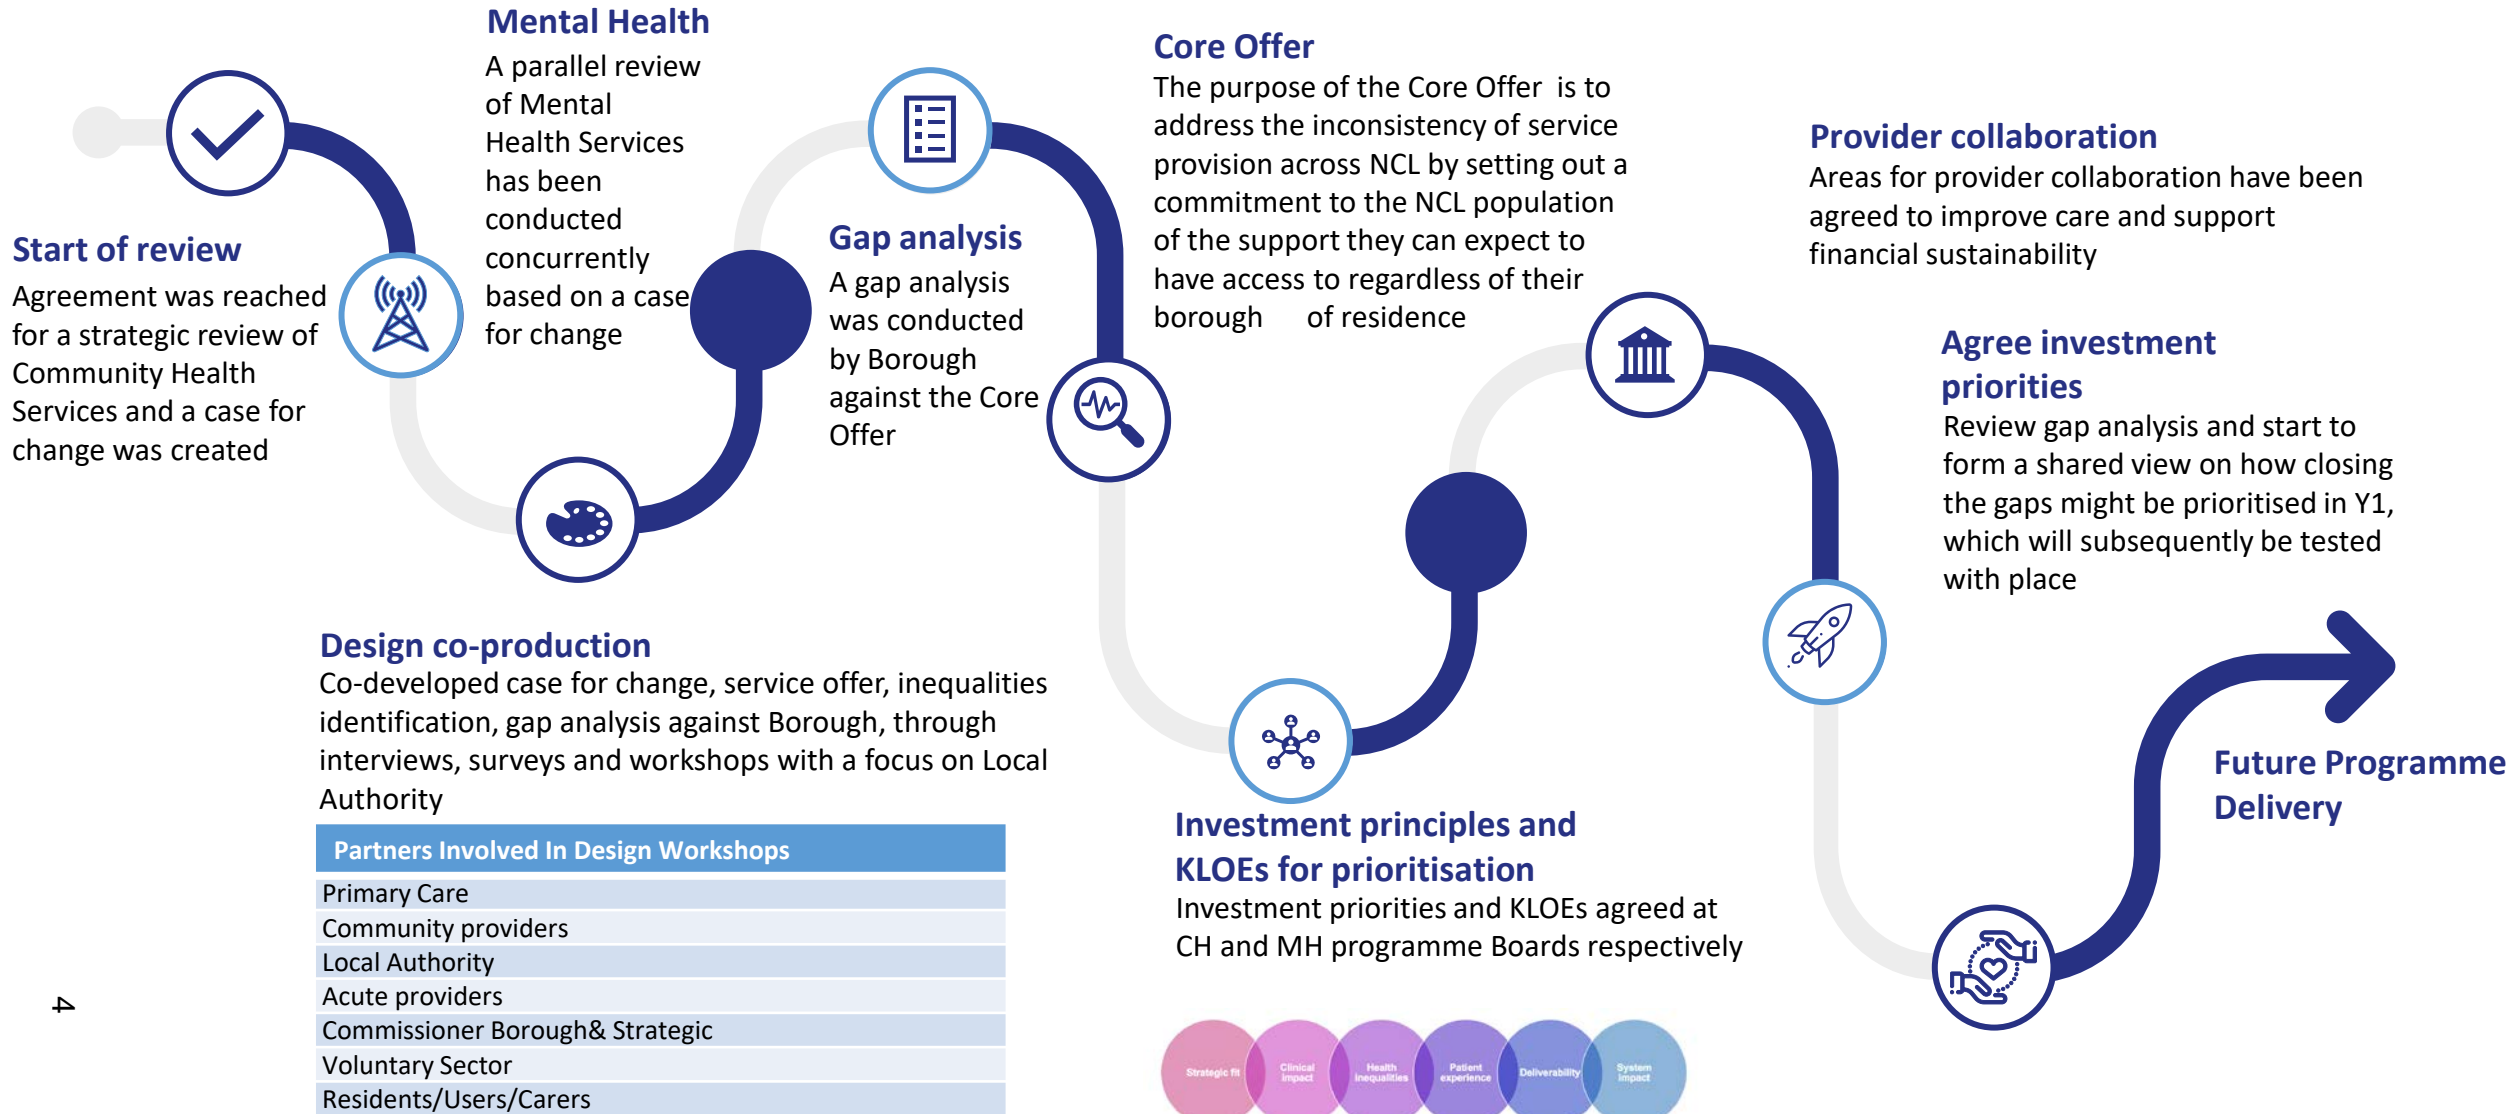 Start of review
Agreement was reached
for a strategic review of
Community Health
Services and a case for
change was created
Mental Health
A parallel review
of Mental
Health Services
has been
conducted
concurrently
based on a case
for change
Design co-production
Co-developed case for change, service offer, inequalities
identification, gap analysis against Borough, through
interviews, surveys and workshops with a focus on Local
Authority
Partners Involved In Design Workshops
Primary Care
Community providers
Local Authority
Acute providers
Commissioner Borough& Strategic
Voluntary Sector
Residents/Users/Carers
Gap analysis
A gap analysis
was conducted
by Borough
against the Core
Offer
Core Offer
The purpose of the Core Offer is to
address the inconsistency of service
provision across NCL by setting out a
commitment to the NCL population
of the support they can expect to
have access to regardless of their
borough of residence
Investment principles and
KLOEs for prioritisation
Investment priorities and KLOEs agreed at
CH and MH programme Boards respectively
Strategic fit
Clinical
impact
Health
inequalities
Patient
experience
Deliverability
System
impact
Provider collaboration
Areas for provider collaboration have been
agreed to improve care and support
financial sustainability
Agree investment
priorities
Review gap analysis and start to
form a shared view on how closing
the gaps might be prioritised in Y1,
which will subsequently be tested
with place
Future Programme
Delivery
4